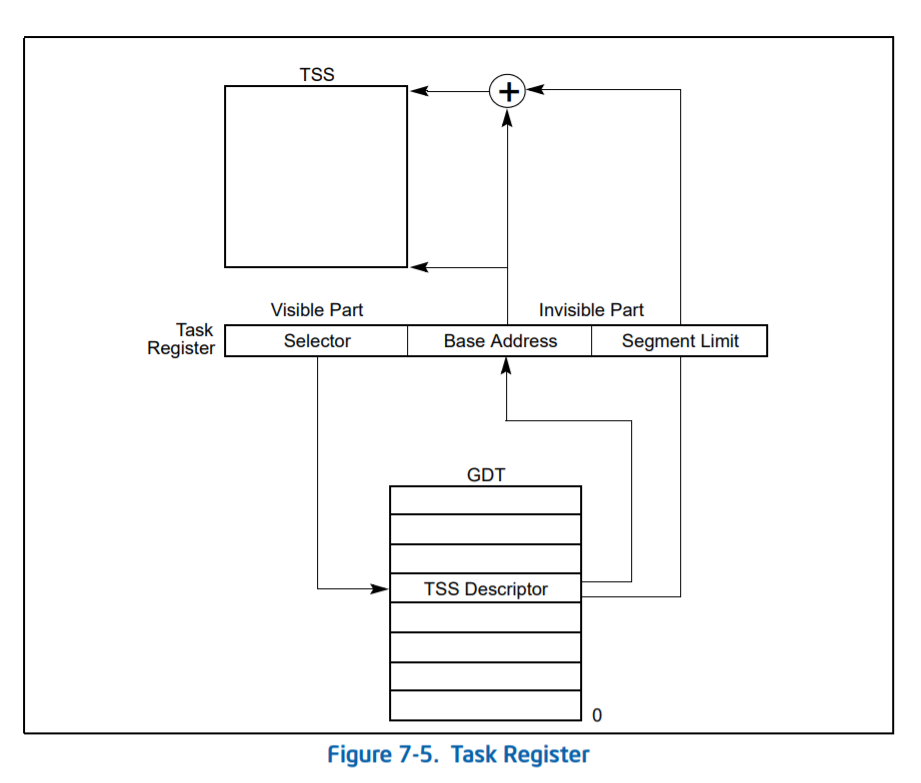 TSS
+
Visible Part
Invisible Part
Task
Register
Selector
Base Address
Segment Limit
GDT
TSS Descriptor
0
Figure 7-5. Task Register